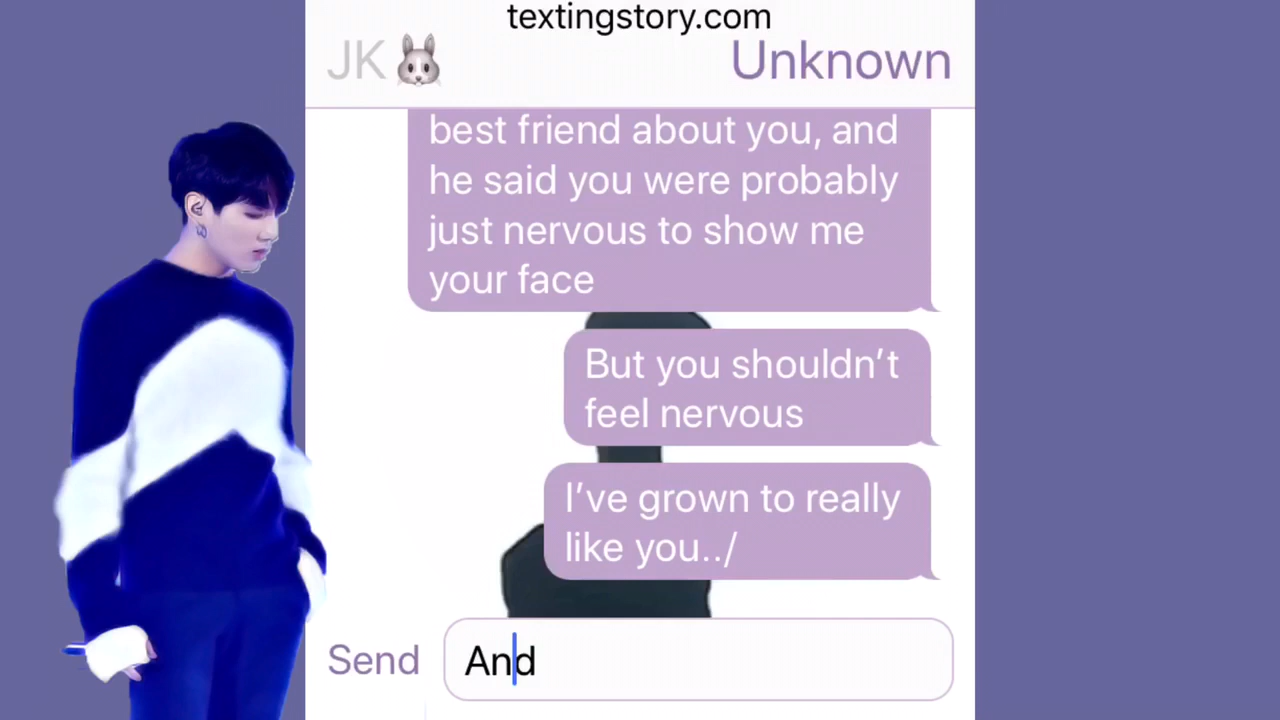 textingstory.com
JK🐰 Unknown
best friend about you, and
he said you were probably
just nervous to show me
your face
But you shouldn’t
feel nervous
I’ve grown to really
like you../
Send And